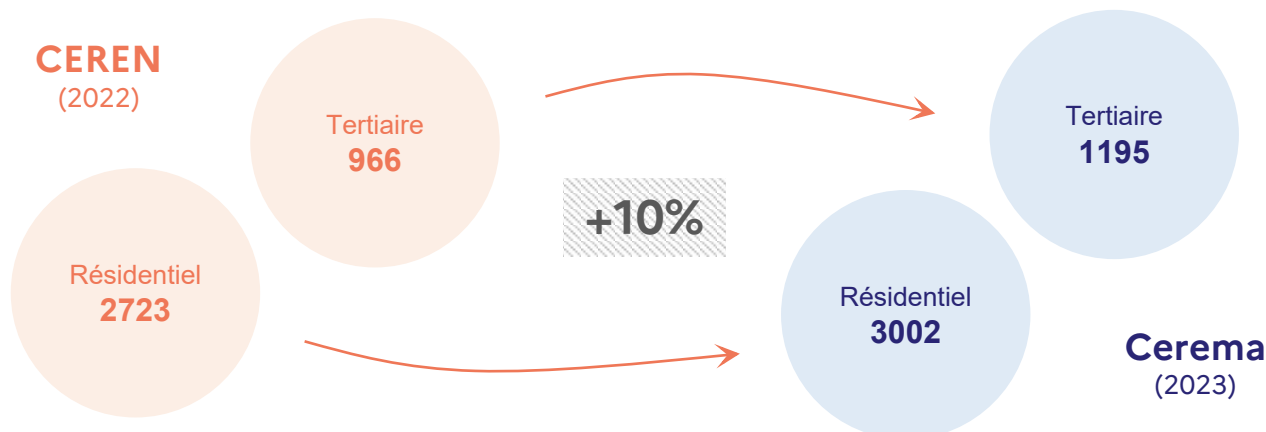 CEREN
(2022)
Tertiaire
966
Résidentiel
2723
+10%
Tertiaire
1195
Résidentiel
3002
Cerema
(2023)